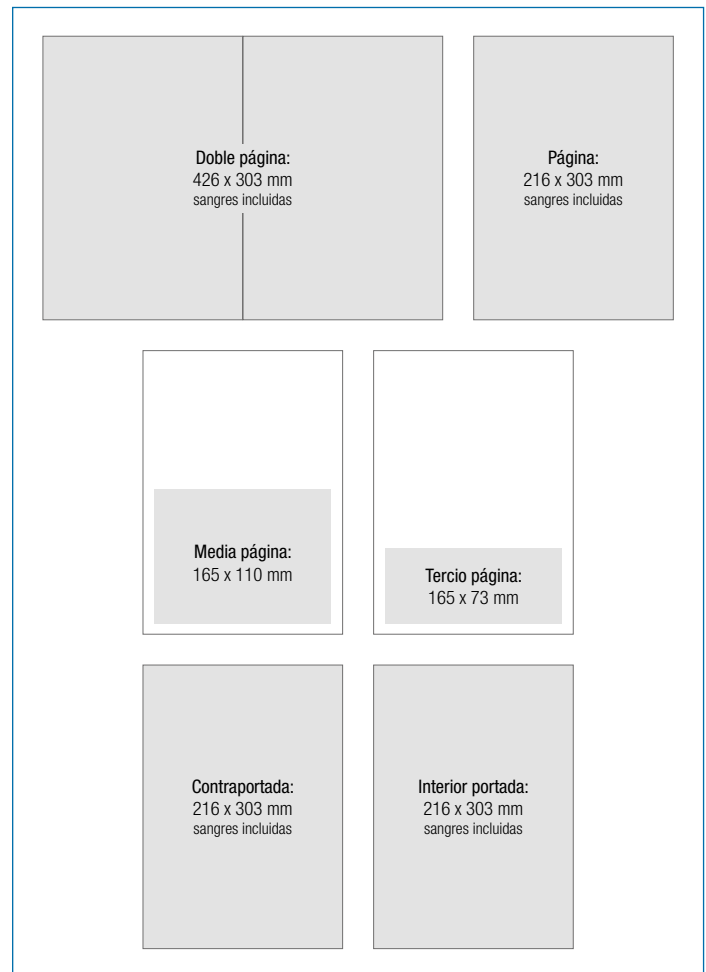 Doble página:
426 x 303 mm
sangres incluidas
Página:
216 x 303 mm
sangres incluidas
Media página:
165 x 110 mm
Tercio página:
165 x 73 mm
Contraportada:
216 x 303 mm
sangres incluidas
Interior portada:
216 x 303 mm
sangres incluidas